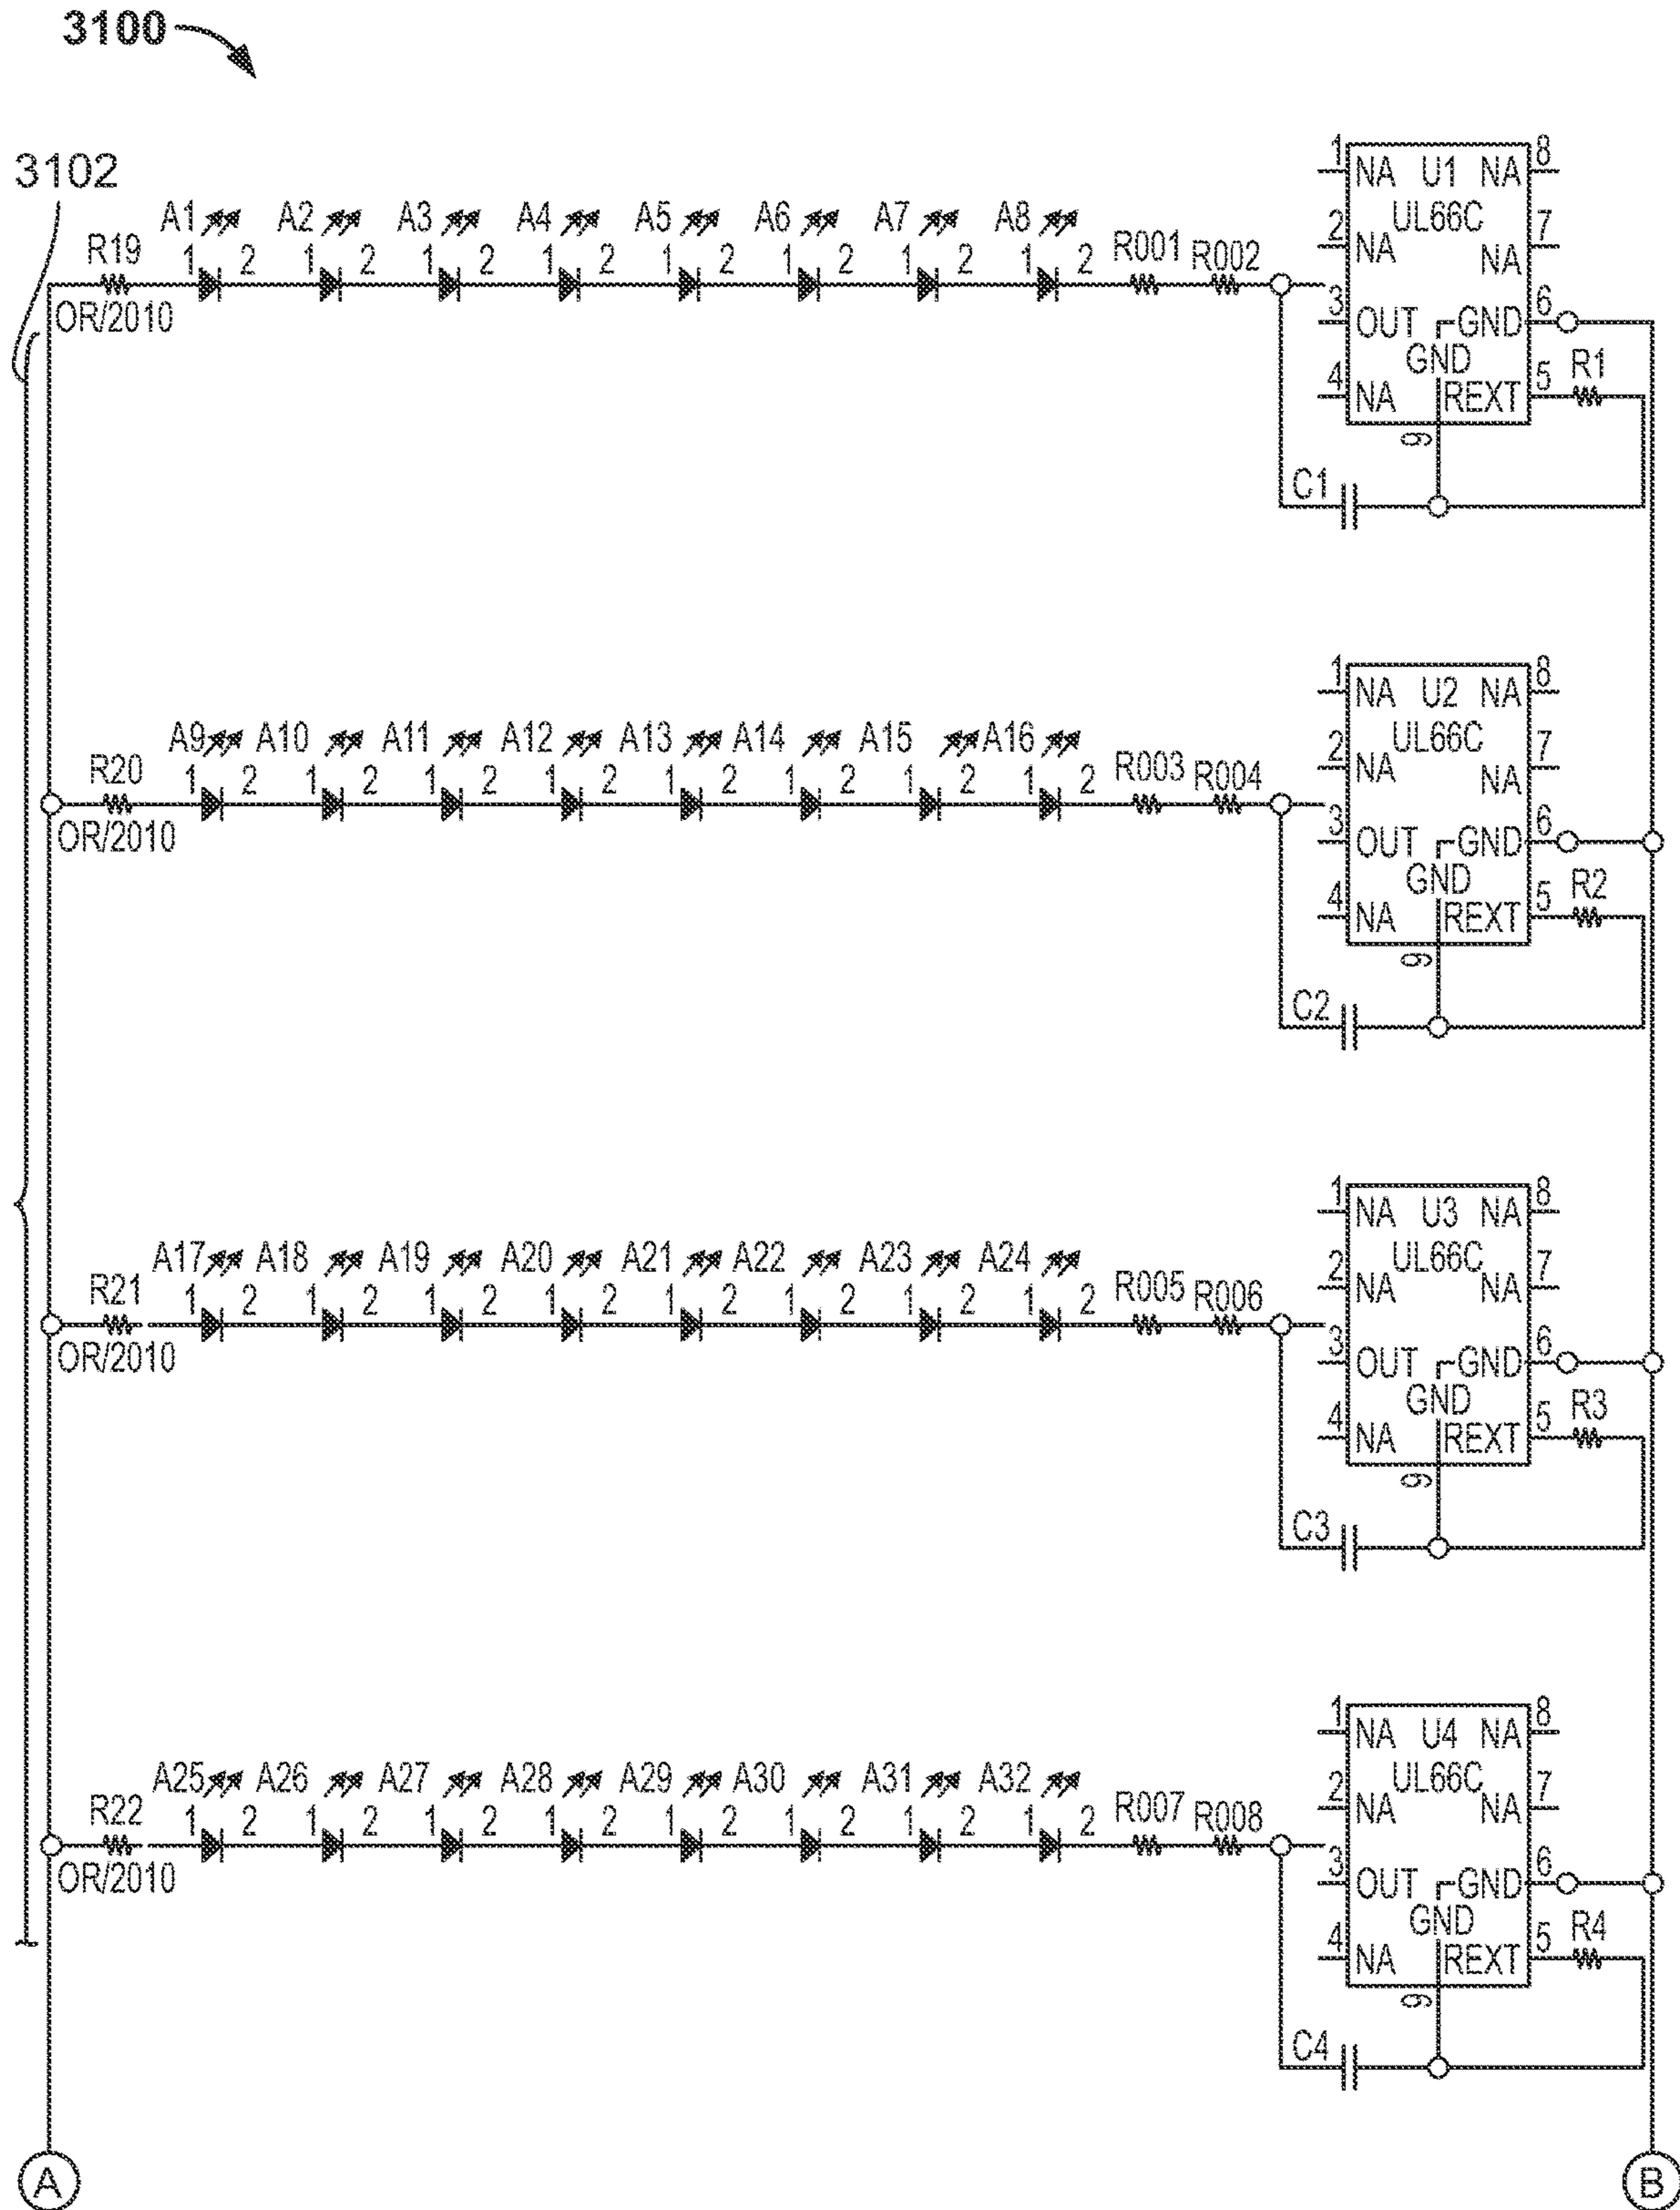 3100
3102
A1 A2 A3 A4 A5 A6 A7 A8
R19 1 2 1 2 1 2 1 2 1 2 1 2 1 2 1 2 R001 R002
OR/2010
1 NA U1 NA 8
UL66C
2 NA NA 7
3 OUT GND 6
GND
4 NA REXT 5 R1
9
C1
A9 A10 A11 A12 A13 A14 A15 A16
R20 1 2 1 2 1 2 1 2 1 2 1 2 1 2 1 2 R003 R004
OR/2010
1 NA U2 NA 8
UL66C
2 NA NA 7
3 OUT GND 6
GND
4 NA REXT 5 R2
9
C2
A17 A18 A19 A20 A21 A22 A23 A24
R21 1 2 1 2 1 2 1 2 1 2 1 2 1 2 1 2 R005 R006
OR/2010
1 NA U3 NA 8
UL66C
2 NA NA 7
3 OUT GND 6
GND
4 NA REXT 5 R3
9
C3
A25 A26 A27 A28 A29 A30 A31 A32
R22 1 2 1 2 1 2 1 2 1 2 1 2 1 2 1 2 R007 R008
OR/2010
1 NA U4 NA 8
UL66C
2 NA NA 7
3 OUT GND 6
GND
4 NA REXT 5 R4
9
C4
A B